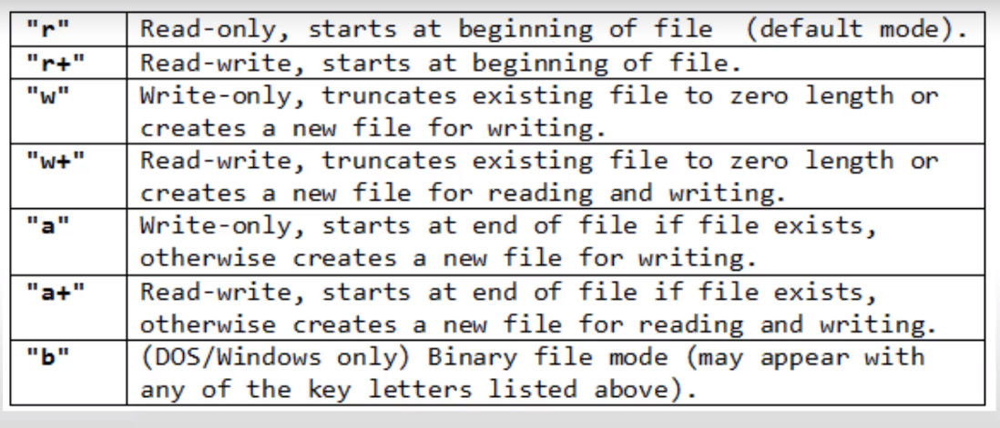 "r" Read-only, starts at beginning of file (default mode).
"r+" Read-write, starts at beginning of file.
"w" Write-only, truncates existing file to zero length or
creates a new file for writing.
"w+" Read-write, truncates existing file to zero length or
creates a new file for reading and writing.
"a" Write-only, starts at end of file if file exists,
otherwise creates a new file for writing.
"a+" Read-write, starts at end of file if file exists,
otherwise creates a new file for reading and writing.
"b" (DOS/Windows only) Binary file mode (may appear with
any of the key letters listed above).